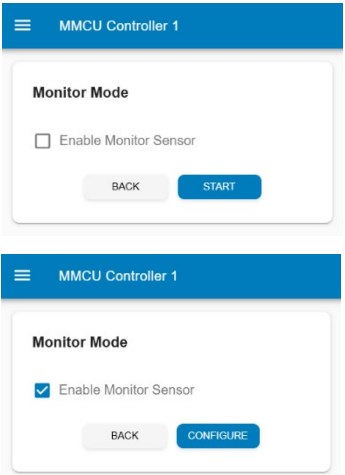 MMCU Controller 1
Monitor Mode
Enable Monitor Sensor
BACK START
MMCU Controller 1
Monitor Mode
Enable Monitor Sensor
BACK CONFIGURE